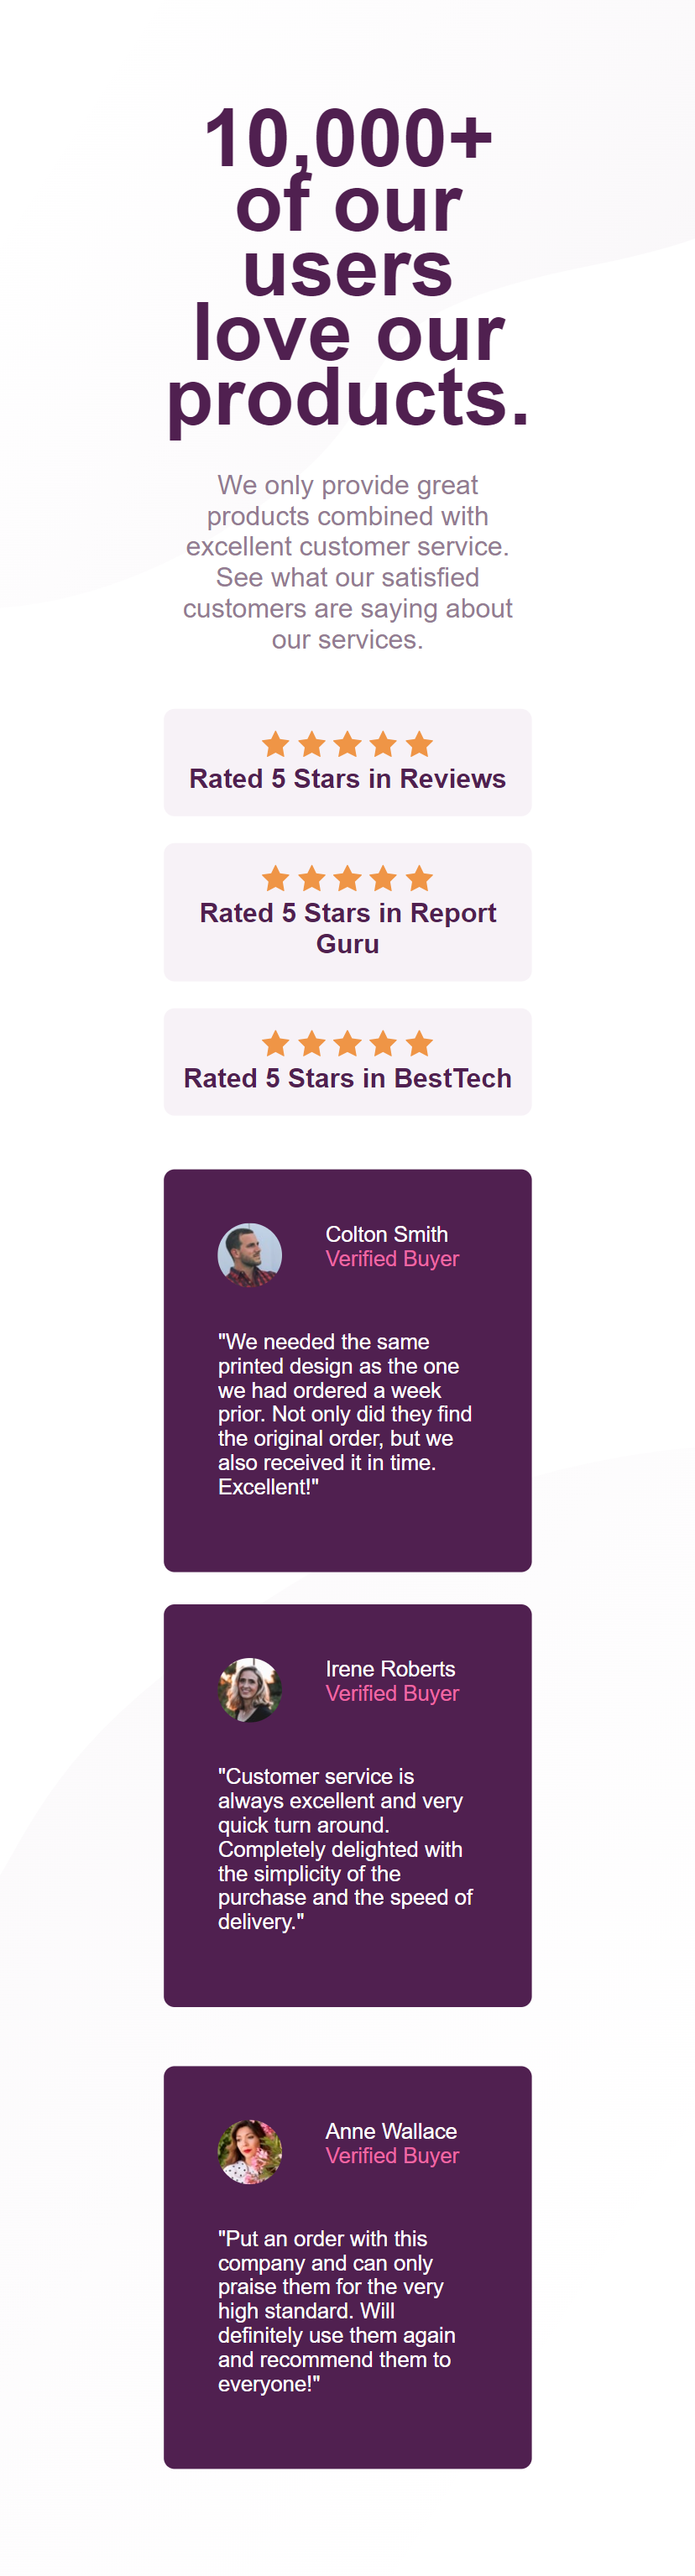 10,000+
of our
users
love our
products.
We only provide great
products combined with
excellent customer service.
See what our satisfied
customers are saying about
our services.
Rated 5 Stars in Reviews
Rated 5 Stars in Report
Guru
Rated 5 Stars in BestTech
Colton Smith
Verified Buyer
"We needed the same
printed design as the one
we had ordered a week
prior. Not only did they find
the original order, but we
also received it in time.
Excellent!"
Irene Roberts
Verified Buyer
"Customer service is
always excellent and very
quick turn around.
Completely delighted with
the simplicity of the
purchase and the speed of
delivery."
Anne Wallace
Verified Buyer
"Put an order with this
company and can only
praise them for the very
high standard. Will
definitely use them again
and recommend them to
everyone!"